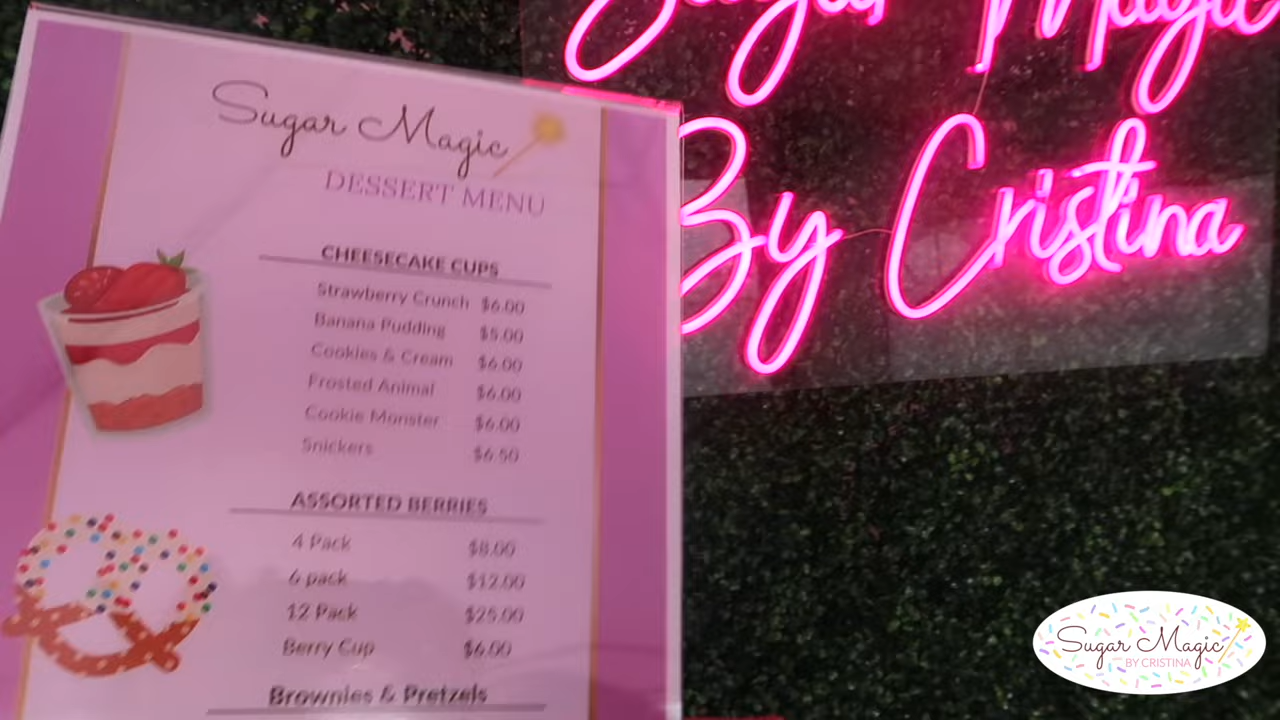 Sugar Magic
DESSERT MENU
CHEESECAKE CUPS
Strawberry Crunch $6.00
Banana Pudding $5.00
Cookies & Cream $6.00
Frosted Animal $6.00
Cookie Monster $6.00
Snickers $6.50
ASSORTED BERRIES
4 Pack $8.00
6 pack $12.00
12 Pack $25.00
Berry Cup $6.00
Brownies & Pretzels
Sugar Magic
By Cristina
Sugar Magic
BY CRISTINA